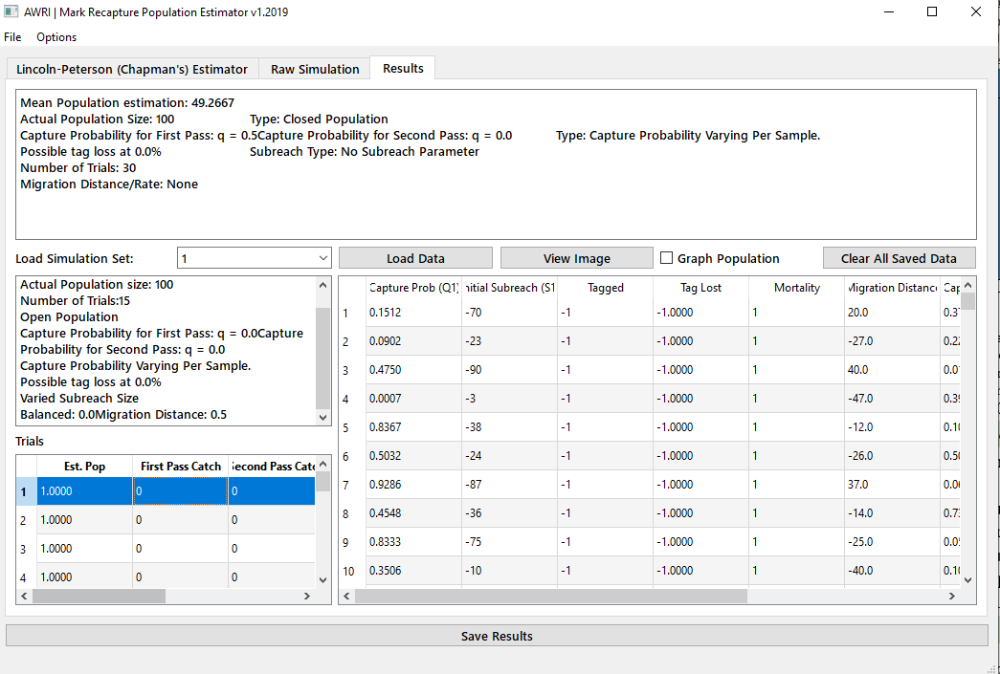 AWRI | Mark Recapture Population Estimator v1.2019
File Options
Lincoln-Peterson (Chapman's) Estimator Raw Simulation Results
Mean Population estimation: 49.2667
Actual Population Size: 100 Type: Closed Population
Capture Probability for First Pass: q = 0.5Capture Probability for Second Pass: q = 0.0 Type: Capture Probability Varying Per Sample.
Possible tag loss at 0.0% Subreach Type: No Subreach Parameter
Number of Trials: 30
Migration Distance/Rate: None
Load Simulation Set: 1 Load Data View Image Graph Population Clear All Saved Data
Actual Population size: 100
Number of Trials:15
Open Population
Capture Probability for First Pass: q = 0.0Capture
Probability for Second Pass: q = 0.0
Capture Probability Varying Per Sample.
Possible tag loss at 0.0%
Varied Subreach Size
Balanced: 0.0Migration Distance: 0.5
Trials
Est. Pop First Pass Catch Second Pass Catc
1 1.0000 0 0
2 1.0000 0 0
3 1.0000 0 0
4 1.0000 0 0
Capture Prob (Q1) nitial Subreach (S1 Tagged Tag Lost Mortality Migration Distance Cap
1 0.1512 -70 -1 -1.0000 1 20.0 0.3
2 0.0902 -23 -1 -1.0000 1 -27.0 0.22
3 0.4750 -90 -1 -1.0000 1 40.0 0.0
4 0.0007 -3 -1 -1.0000 1 -47.0 0.39
5 0.8367 -38 -1 -1.0000 1 -12.0 0.10
6 0.5032 -24 -1 -1.0000 1 -26.0 0.50
7 0.9286 -87 -1 -1.0000 1 37.0 0.06
8 0.4548 -36 -1 -1.0000 1 -14.0 0.73
9 0.8333 -75 -1 -1.0000 1 -25.0 0.05
10 0.3506 -10 -1 -1.0000 1 -40.0 0.10
Save Results